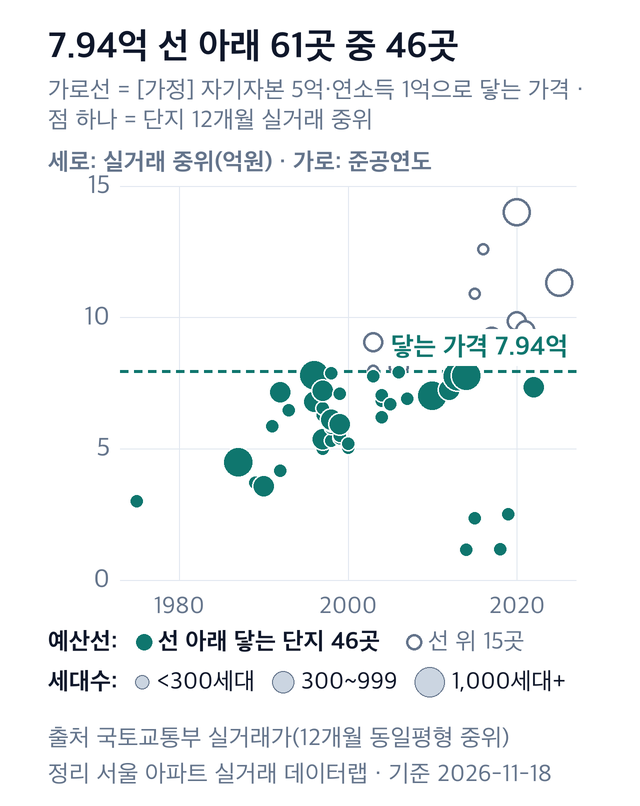 7.94억 선 아래 61곳 중 46곳
가로선 = [가정] 자기자본 5억·연소득 1억으로 닿는 가격 ·
점 하나 = 단지 12개월 실거래 중위
세로: 실거래 중위(억원) · 가로: 준공연도
15
10
닿는 가격 7.94억
5
0
1980 2000 2020
예산선: 선 아래 닿는 단지 46곳 선 위 15곳
세대수: <300세대 300~999 1,000세대+
출처 국토교통부 실거래가(12개월 동일평형 중위)
정리 서울 아파트 실거래 데이터랩 · 기준 2026-11-18